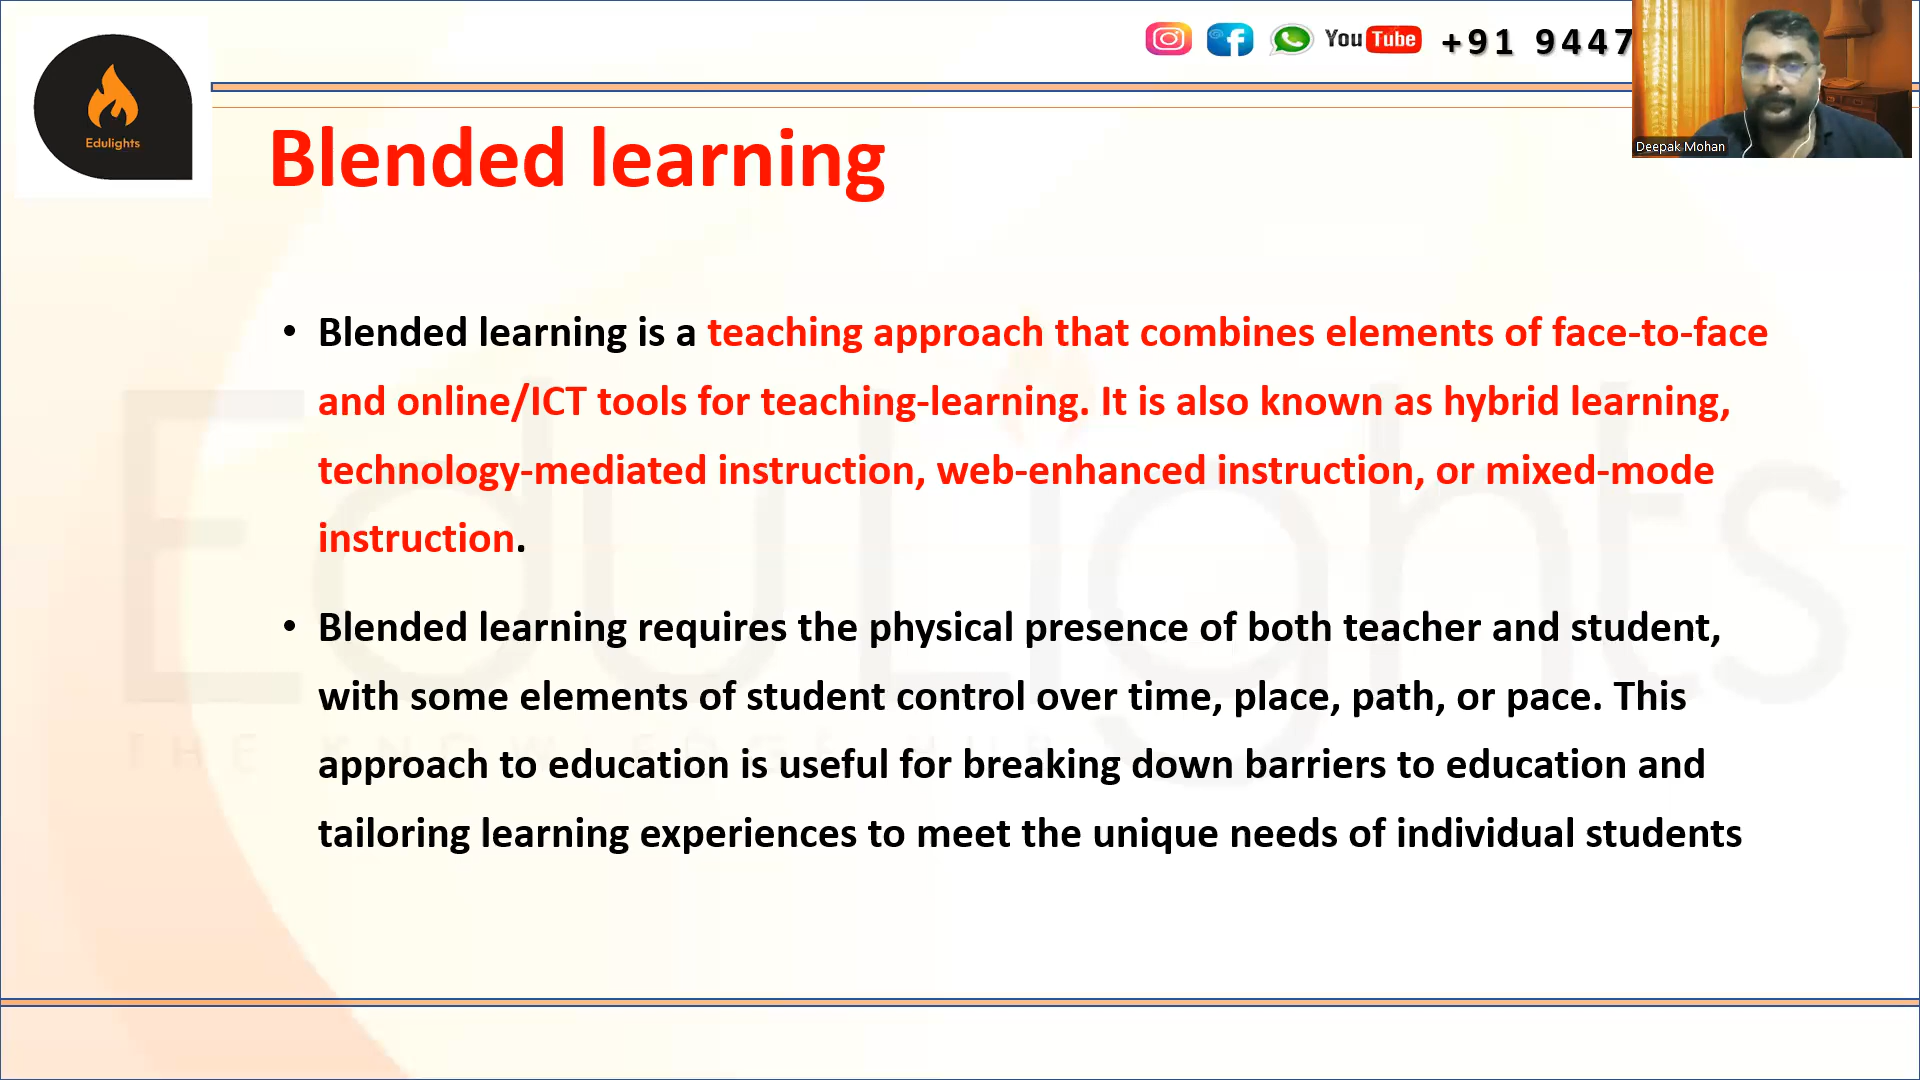 You Tube +91 9447
Edulights
Deepak Mohan
Blended learning
• Blended learning is a teaching approach that combines elements of face-to-face
and online/ICT tools for teaching-learning. It is also known as hybrid learning,
technology-mediated instruction, web-enhanced instruction, or mixed-mode
instruction.
• Blended learning requires the physical presence of both teacher and student,
with some elements of student control over time, place, path, or pace. This
approach to education is useful for breaking down barriers to education and
tailoring learning experiences to meet the unique needs of individual students
EduLights
THE KNOWLEDGE HUB